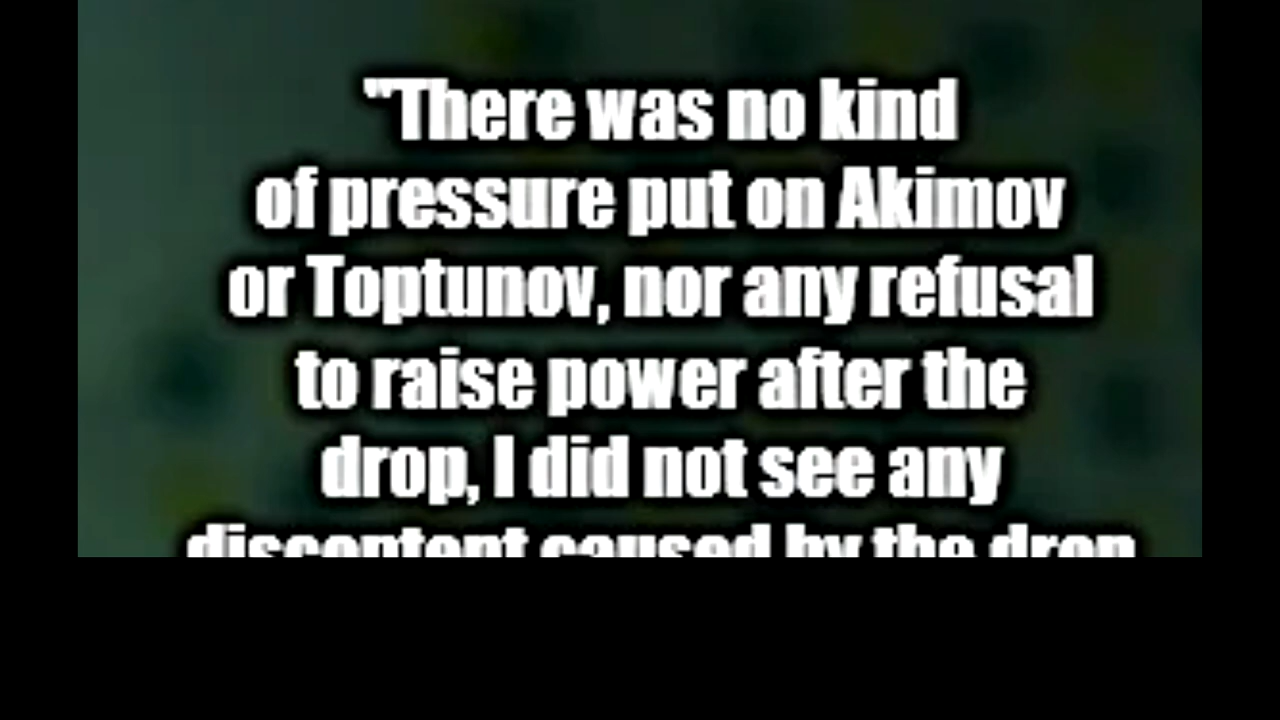 "There was no kind
of pressure put on Akimov
or Toptunov, nor any refusal
to raise power after the
drop, I did not see any
discontent caused by the drop